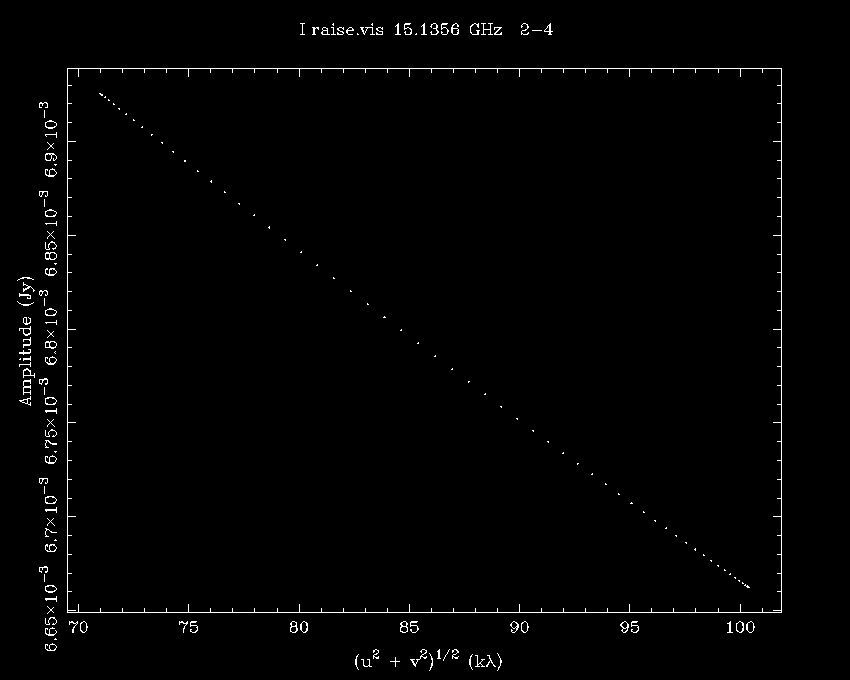 I raise.vis 15.1356 GHz 2−4
Amplitude (Jy)
6.9×10⁻³
6.85×10⁻³
6.8×10⁻³
6.75×10⁻³
6.7×10⁻³
6.65×10⁻³
70 75 80 85 90 95 100
(u² + v²)¹/² (kλ)